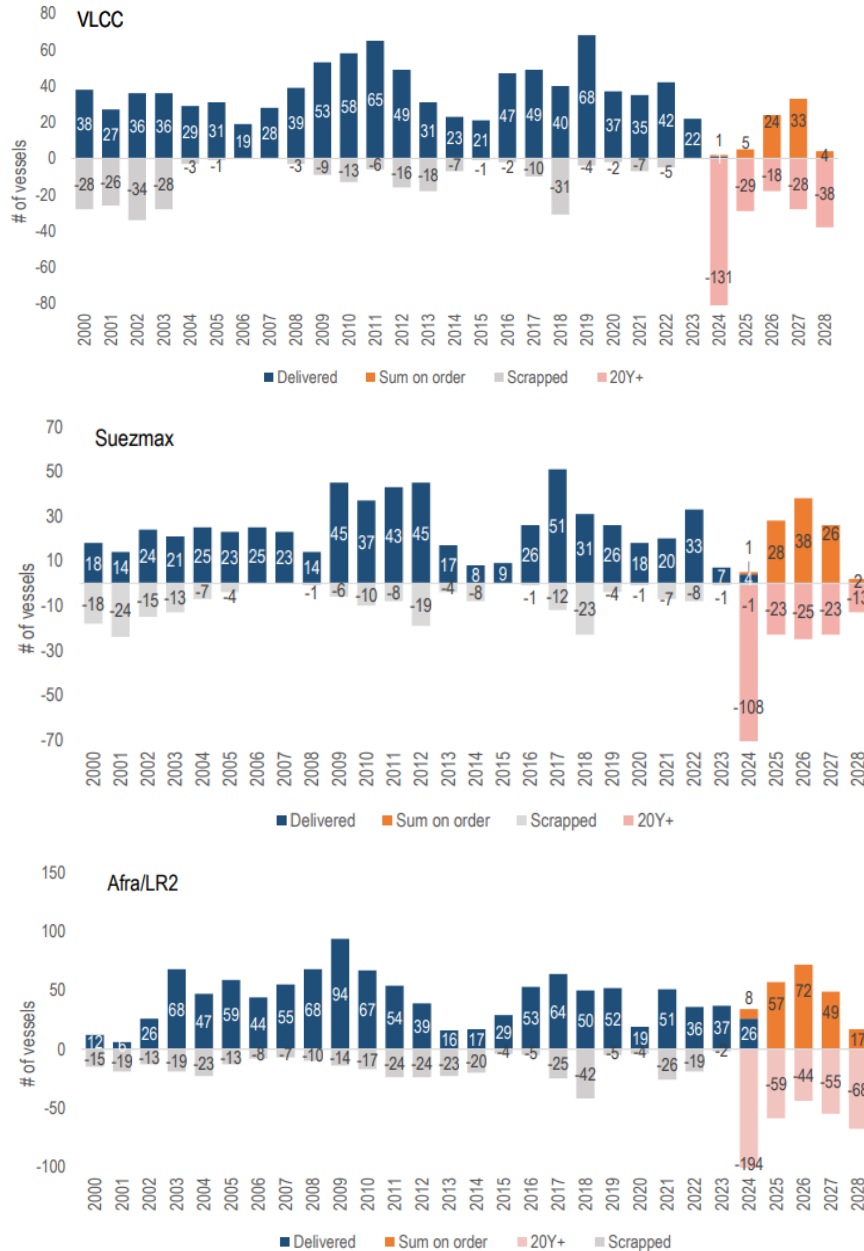 VLCC
# of vessels
80
60
40
20
0
-20
-40
-60
-80
38 27 36 36 29 31 19 28 39 53 58 65 49 31 23 21 47 49 40 68 37 35 42 22 1 1 5 24 33 4
-28 -26 -34 -28 -3 -1 -3 -9 -13 -6 -16 -18 -7 -1 -2 -10 -31 -4 -2 -7 -5 -131 -29 -18 -28 -38
2000 2001 2002 2003 2004 2005 2006 2007 2008 2009 2010 2011 2012 2013 2014 2015 2016 2017 2018 2019 2020 2021 2022 2023 2024 2025 2026 2027 2028
Delivered Sum on order Scrapped 20Y+
Suezmax
# of vessels
70
50
30
10
-10
-30
-50
-70
18 14 24 21 25 23 25 23 14 45 37 43 45 17 8 9 26 51 31 26 18 20 33 7 4 1 28 38 26 2
-18 -24 -15 -13 -7 -4 -1 -6 -10 -8 -19 -4 -8 -1 -12 -23 -4 -1 -7 -8 -1 -1 -108 -23 -25 -23 -13
2000 2001 2002 2003 2004 2005 2006 2007 2008 2009 2010 2011 2012 2013 2014 2015 2016 2017 2018 2019 2020 2021 2022 2023 2024 2025 2026 2027 2028
Delivered Sum on order Scrapped 20Y+
Afra/LR2
# of vessels
150
100
50
0
-50
-100
12 6 26 68 47 59 44 55 68 94 67 54 39 16 17 29 53 64 50 52 19 51 36 37 26 8 57 72 49 17
-15 -19 -13 -19 -23 -13 -8 -7 -10 -14 -17 -24 -24 -23 -20 -4 -5 -25 -42 -5 -4 -26 -19 -2 -194 -59 -44 -55 -68
2000 2001 2002 2003 2004 2005 2006 2007 2008 2009 2010 2011 2012 2013 2014 2015 2016 2017 2018 2019 2020 2021 2022 2023 2024 2025 2026 2027 2028
Delivered Sum on order 20Y+ Scrapped